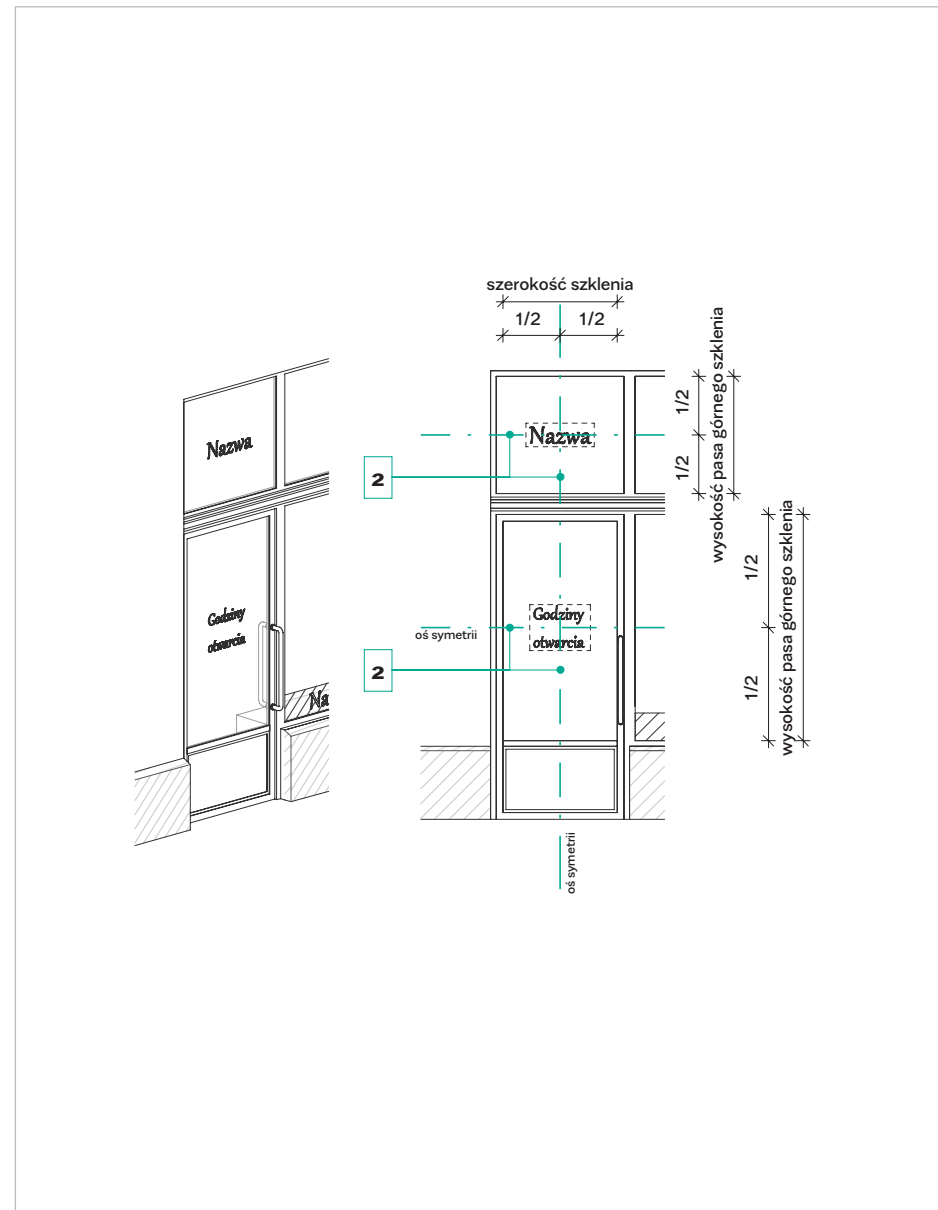 szerokość szklenia
1/2
1/2
Nazwa
Nazwa
1/2
1/2
wysokość pasa górnego szklenia
2
Godziny
otwarcia
Godziny
otwarcia
oś symetrii
1/2
1/2
wysokość pasa górnego szklenia
2
Na
oś symetrii